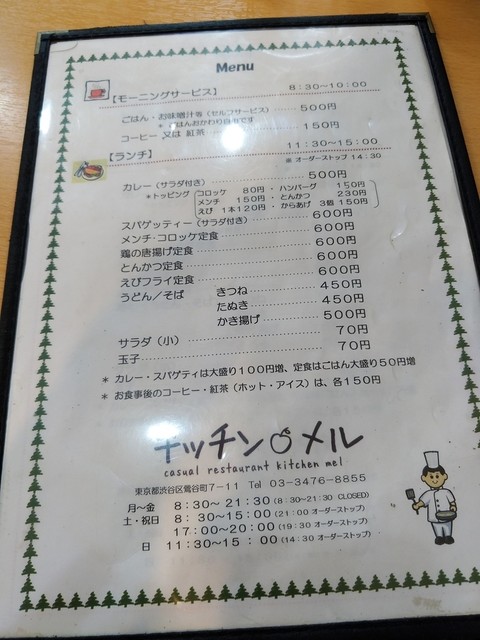 Menu
【モーニングサービス】 8:30~10:00
ごはん・お味噌汁等（セルフサービス） 500円
＊ごはんおかわり自由です
コーヒー 又は 紅茶 150円
【ランチ】 11:30~15:00
※ オーダーストップ 14:30
カレー（サラダ付き） 500円
＊トッピング コロッケ 80円 ・ ハンバーグ 150円
メンチ 150円 ・ とんかつ 230円
えび 1本120円 ・ からあげ 3個 150円
スパゲッティー（サラダ付き） 600円
メンチ・コロッケ定食 600円
鶏の唐揚げ定食 600円
とんかつ定食 600円
えびフライ定食 600円
うどん／そば きつね 450円
たぬき 450円
かき揚げ 500円
サラダ（小） 70円
玉子 70円
＊ カレー・スパゲティは大盛り100円増、定食はごはん大盛り50円増
＊ お食事後のコーヒー・紅茶（ホット・アイス）は、各150円
キッチン メル
casual restaurant kitchen mel
東京都渋谷区鶯谷町7-11 Tel 03-3476-8855
月~金 8:30~21:30 (8:30~21:30 CLOSED)
土・祝日 8:30~15:00 (21:00 オーダーストップ)
17:00~20:00 (19:30 オーダーストップ)
日 11:30~15:00 (14:30 オーダーストップ)